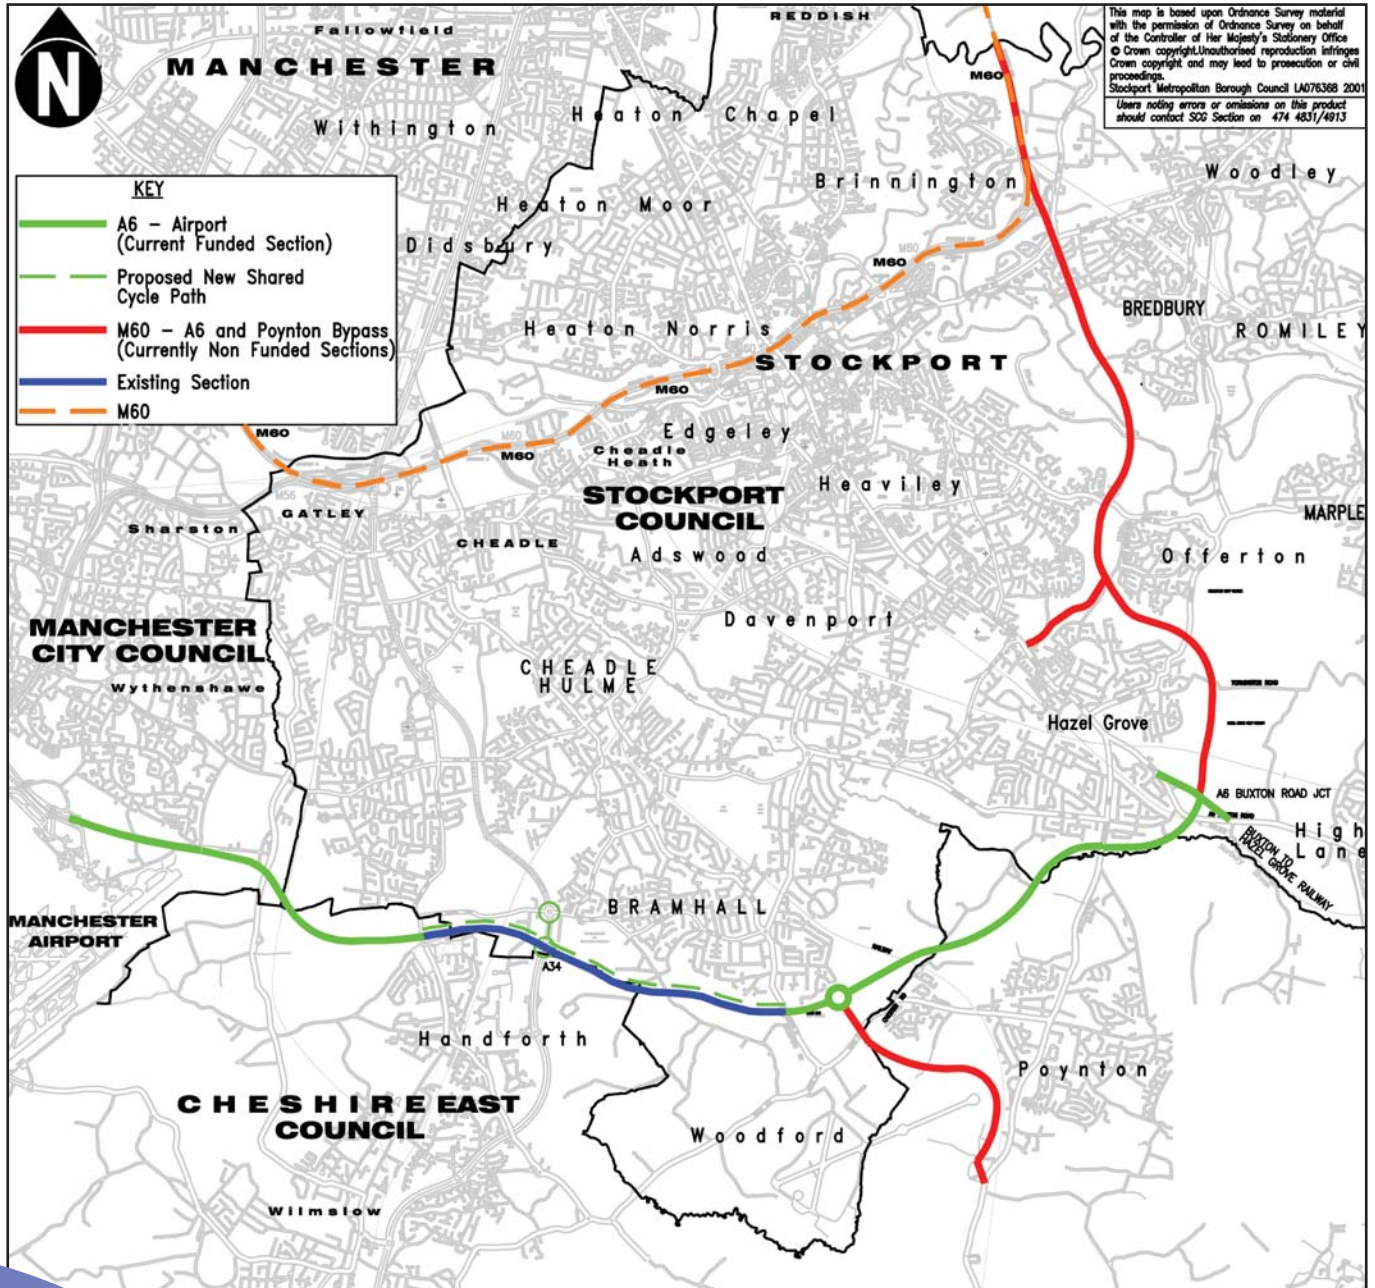 N
This map is based upon Ordnance Survey material
with the permission of Ordnance Survey on behalf
of the Controller of Her Majesty's Stationery Office
© Crown copyright.Unauthorised reproduction infringes
Crown copyright and may lead to prosecution or civil
proceedings.
Stockport Metropolitan Borough Council LA076368 2001
Users noting errors or omissions on this product
should contact SCG Section on 474 4831/4913
KEY
A6 - Airport
(Current Funded Section)
Proposed New Shared
Cycle Path
M60 - A6 and Poynton Bypass
(Currently Non Funded Sections)
Existing Section
M60
REDDISH
Fallowfield
MANCHESTER
M60
Heaton Chapel
Withington
Woodley
Brinnington
Heaton Moor
Didsbury
M60
M60
BREDBURY
Heaton Norris
ROMILEY
M60
STOCKPORT
M60
M60
Edgeley
M60
M60
Cheadle
Heath
Heaviley
STOCKPORT
COUNCIL
M56
GATLEY
MARPLE
Sharston
CHEADLE
Adswood
Offerton
Davenport
MANCHESTER
CITY COUNCIL
CHEADLE
HULME
Wythenshawe
Hazel Grove
A6 BUXTON ROAD JCT
High
Lane
BUXTON TO
HAZEL GROVE RAILWAY
BRAMHALL
MANCHESTER
AIRPORT
A34
Handforth
Poynton
CHESHIRE EAST
COUNCIL
Woodford
Wilmslow